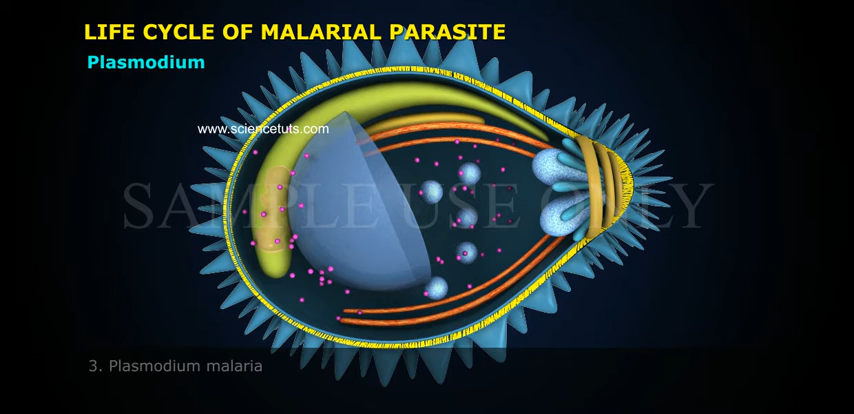 LIFE CYCLE OF MALARIAL PARASITE
Plasmodium
www.sciencetuts.com
SAMPLE USE ONLY
3. Plasmodium malaria